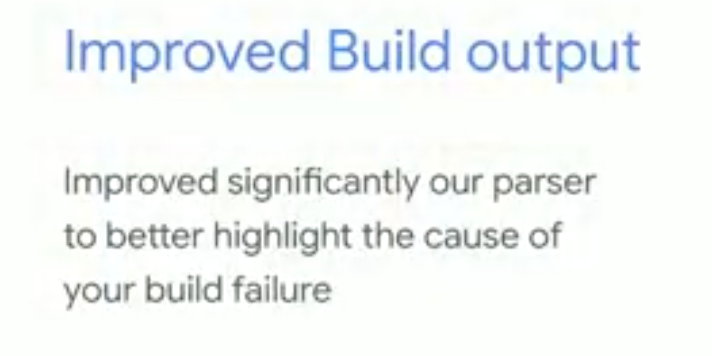 Improved Build output
Improved significantly our parser
to better highlight the cause of
your build failure